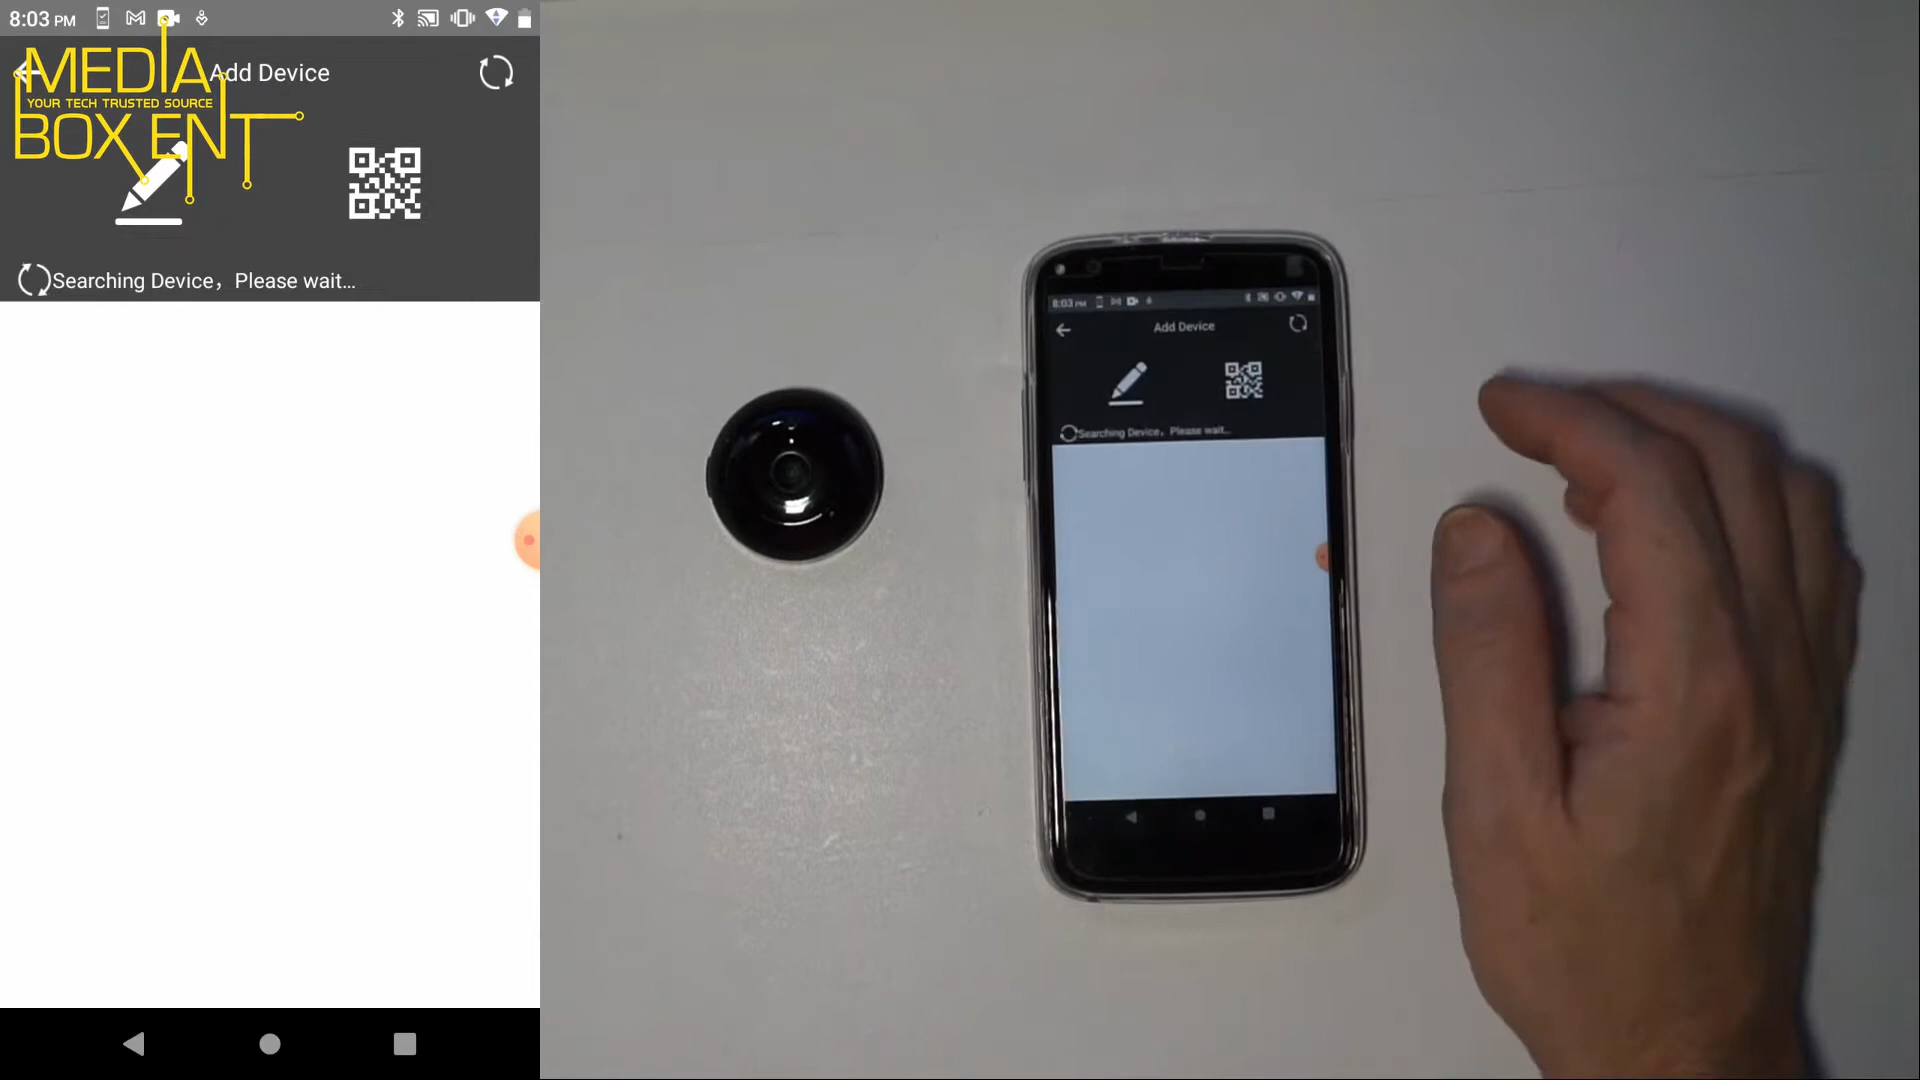 8:03 PM
MEDIA
YOUR TECH TRUSTED SOURCE
BOX ENT
Add Device
Searching Device，Please wait...
8:03 PM
Add Device
Searching Device，Please wait...